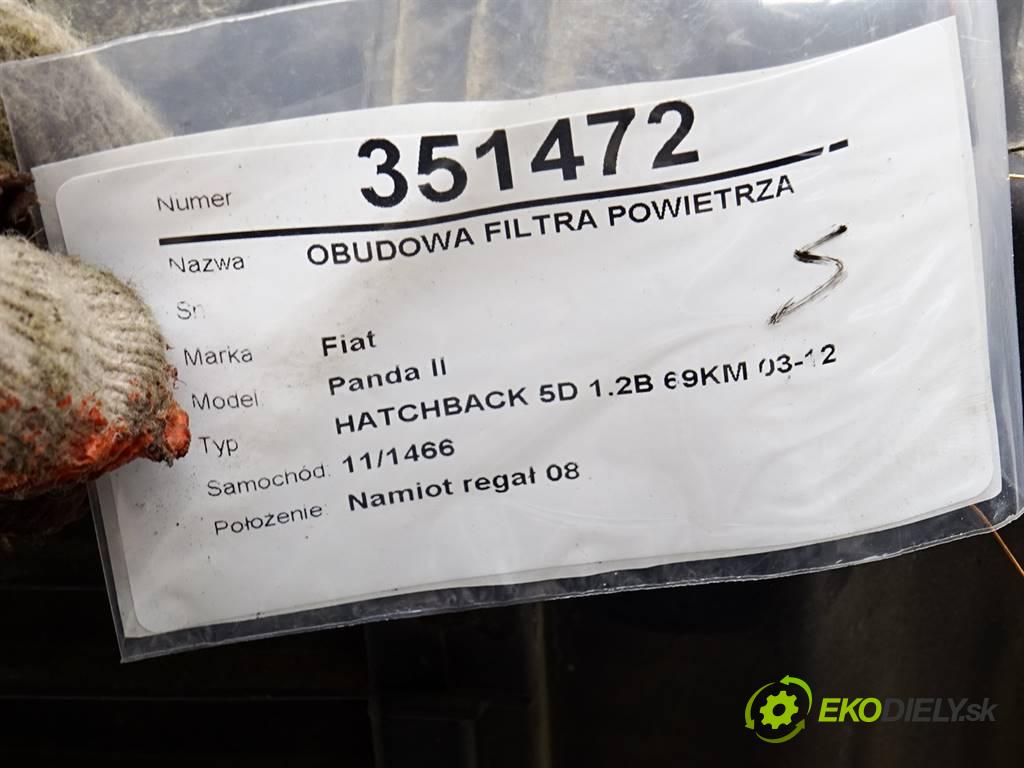 Numer 351472
Nazwa OBUDOWA FILTRA POWIETRZA
Sn
Marka Fiat
Model Panda II
Typ HATCHBACK 5D 1.2B 69KM 03-12
Samochód: 11/1466
Położenie: Namiot regał 08
S
EKODIELY.sk